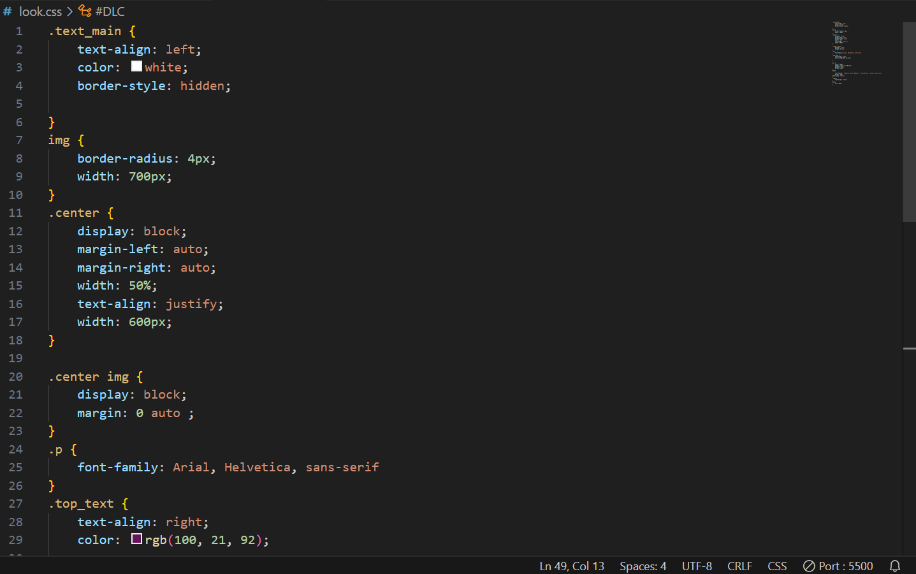 # look.css > #DLC
1 .text_main {
2 text-align: left;
3 color: white;
4 border-style: hidden;
5
6 }
7 img {
8 border-radius: 4px;
9 width: 700px;
10 }
11 .center {
12 display: block;
13 margin-left: auto;
14 margin-right: auto;
15 width: 50%;
16 text-align: justify;
17 width: 600px;
18 }
19
20 .center img {
21 display: block;
22 margin: 0 auto ;
23 }
24 .p {
25 font-family: Arial, Helvetica, sans-serif
26 }
27 .top_text {
28 text-align: right;
29 color: rgb(100, 21, 92);
Ln 49, Col 13 Spaces: 4 UTF-8 CRLF CSS Port : 5500